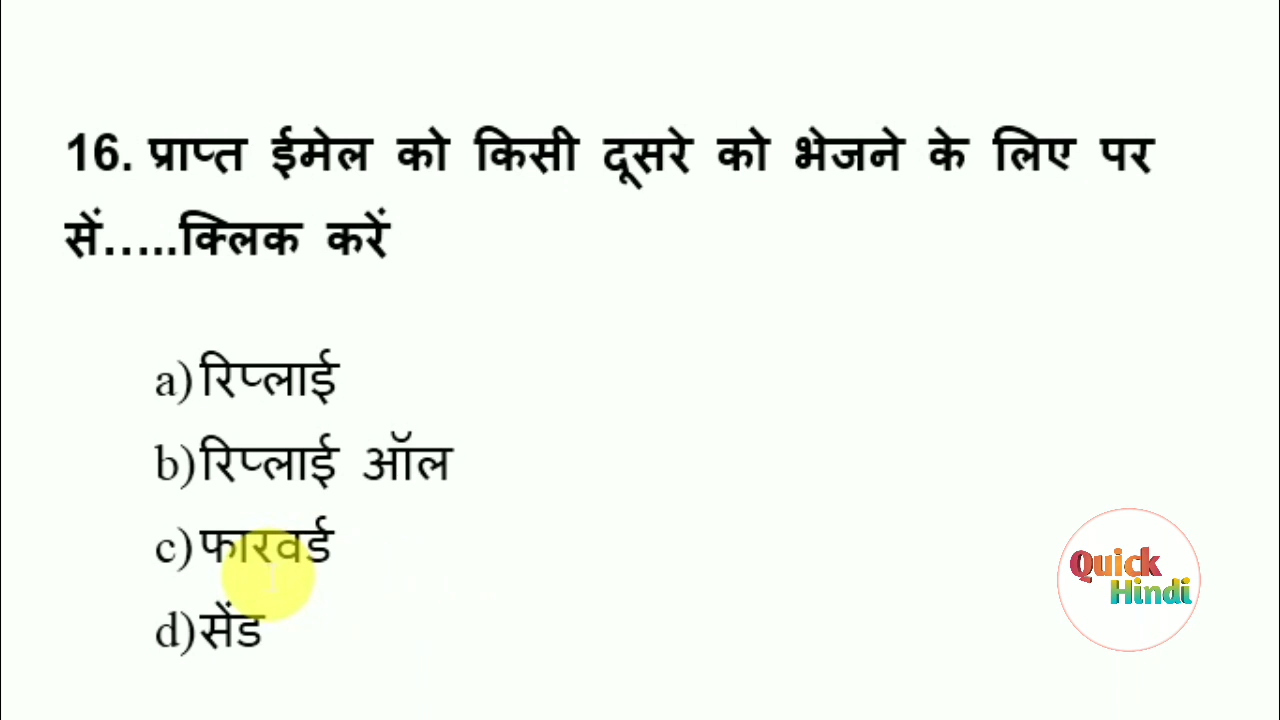 16. प्राप्त ईमेल को किसी दूसरे को भेजने के लिए पर
सें.....क्लिक करें
a) रिप्लाई
b) रिप्लाई ऑल
c) फारवर्ड
d) सेंड
Quick
Hindi